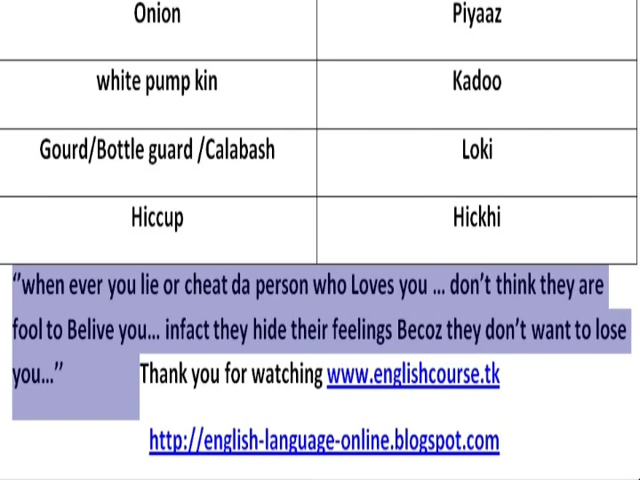 Onion Piyaaz
white pump kin Kadoo
Gourd/Bottle guard /Calabash Loki
Hiccup Hickhi
“when ever you lie or cheat da person who Loves you ... don’t think they are
fool to Belive you... infact they hide their feelings Becoz they don’t want to lose
you...” Thank you for watching www.englishcourse.tk
http://english-language-online.blogspot.com